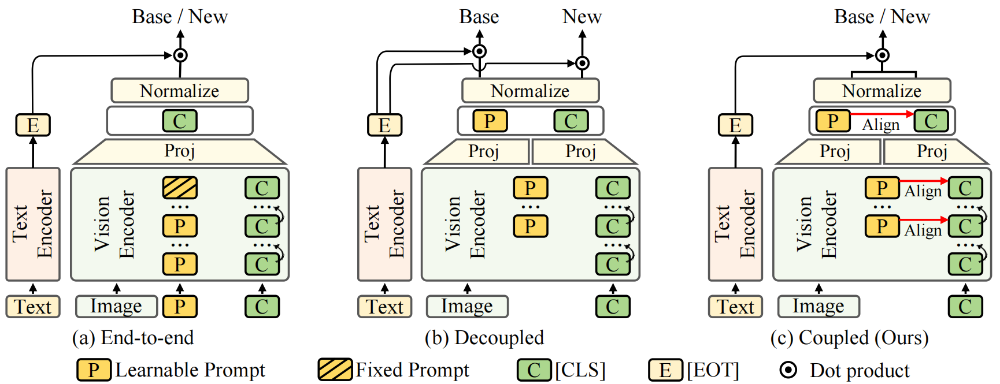 Base / New
Normalize
C
E
Proj
Text Encoder
Vision Encoder
C
...
...
P
C
...
...
P
C
Text
Image
P
C
(a) End-to-end
Base
New
Normalize
P
C
E
Proj
Proj
Text Encoder
Vision Encoder
P
C
...
...
P
C
...
C
Text
Image
C
(b) Decoupled
Base / New
Normalize
P
Align
C
E
Proj
Proj
Text Encoder
Vision Encoder
P
Align
C
...
...
P
Align
C
...
C
Text
Image
C
(c) Coupled (Ours)
P Learnable Prompt
Fixed Prompt
C [CLS]
E [EOT]
Dot product